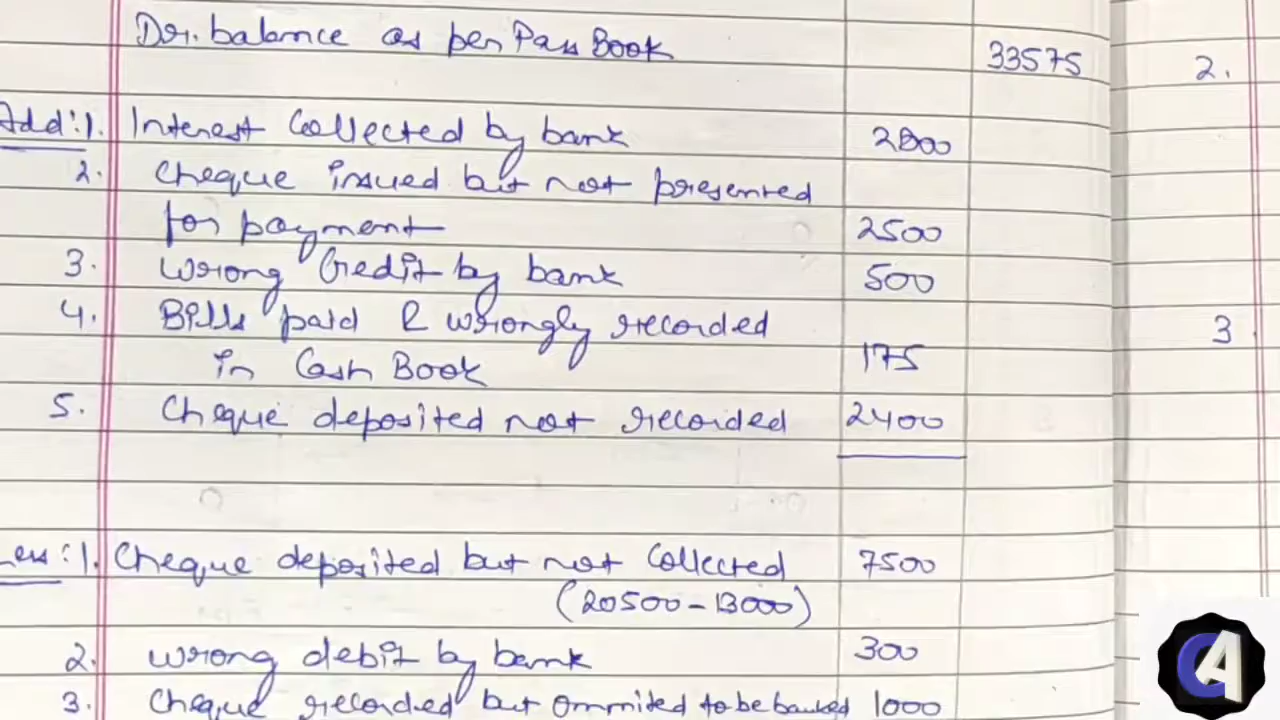 Dr. balance as per Pass Book 33575
2.
Add: 1. Interest Collected by bank 2800
2. Cheque issued but not presented
for payment 2500
3. Wrong Credit by bank 500
4. Bills paid & wrongly recorded
in Cash Book 175
3
5. Cheque deposited not recorded 2400
Less: 1. Cheque deposited but not Collected 7500
(20500-13000)
2. Wrong debit by bank 300
3. Cheque recorded but ommited to be banked 1000
CA